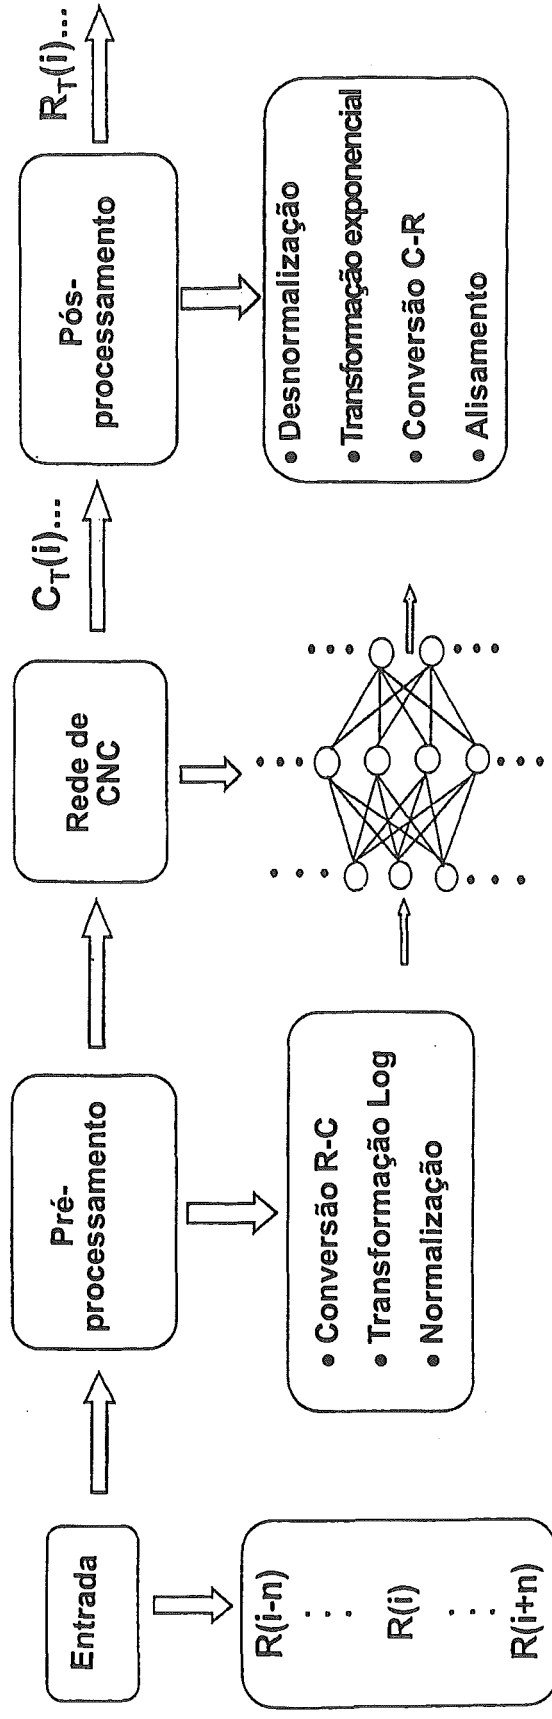 Entrada
R(i-n)
R(i)
R(i+n)
Pré-
processamento
• Conversão R-C
• Transformação Log
• Normalização
Rede de
CNC
C_T(i)...
Pós-
processamento
• Desnormalização
• Transformação exponencial
• Conversão C-R
• Alisamento
R_T(i)...